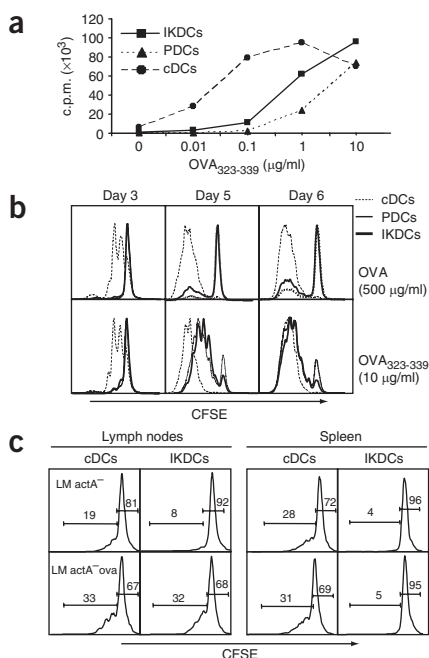 a
IKDCs
PDCs
cDCs
c.p.m. (×10³)
120
100
80
60
40
20
0
0 0.01 0.1 1 10
OVA₃₂₃₋₃₃₉ (μg/ml)
b
Day 3 Day 5 Day 6
cDCs
PDCs
IKDCs
OVA
(500 μg/ml)
OVA₃₂₃₋₃₃₉
(10 μg/ml)
CFSE
c
Lymph nodes Spleen
cDCs IKDCs cDCs IKDCs
LM actA⁻
19 81 8 92 28 72 4 96
LM actA⁻ova
33 67 32 68 31 69 5 95
CFSE